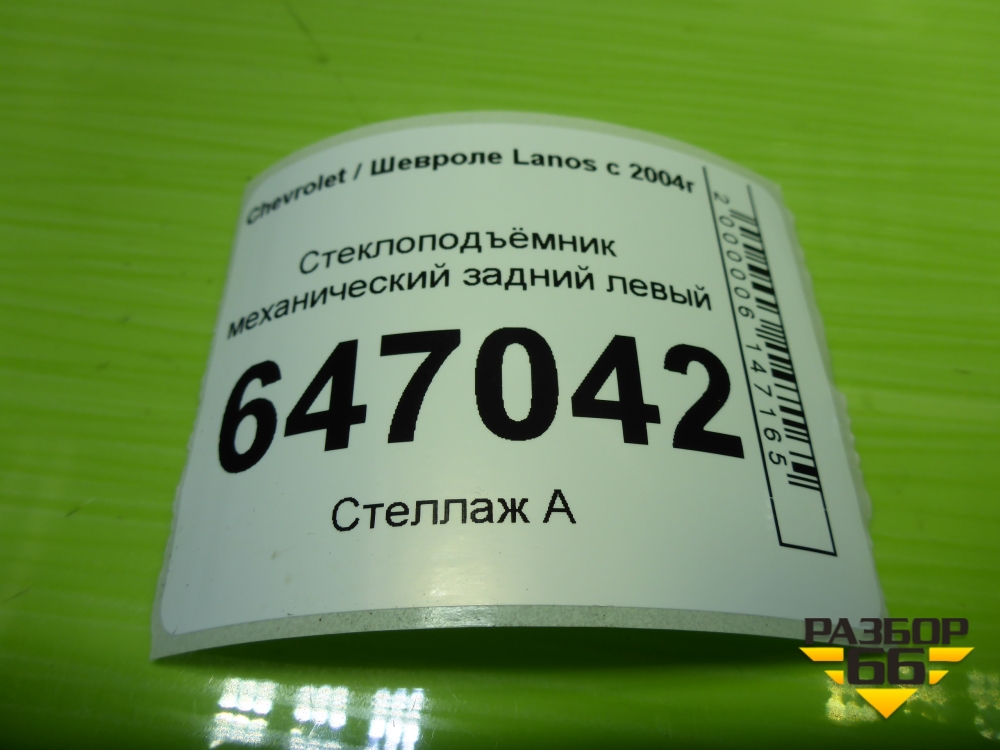 Chevrolet / Шевроле Lanos с 2004г
Стеклоподъёмник
механический задний левый
647042
Стеллаж А
2000006147165
РАЗБОР
66